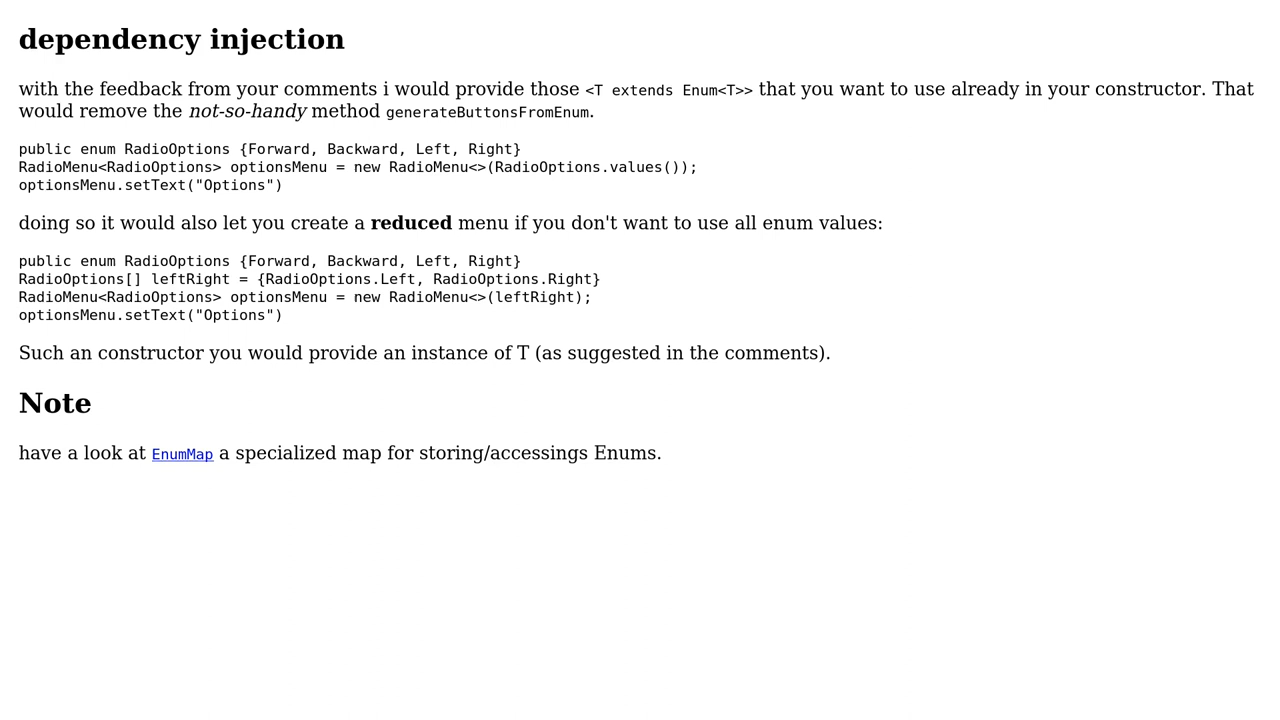 dependency injection
with the feedback from your comments i would provide those <T extends Enum<T>> that you want to use already in your constructor. That
would remove the not-so-handy method generateButtonsFromEnum.
public enum RadioOptions {Forward, Backward, Left, Right}
RadioMenu<RadioOptions> optionsMenu = new RadioMenu<>(RadioOptions.values());
optionsMenu.setText("Options")
doing so it would also let you create a reduced menu if you don't want to use all enum values:
public enum RadioOptions {Forward, Backward, Left, Right}
RadioOptions[] leftRight = {RadioOptions.Left, RadioOptions.Right}
RadioMenu<RadioOptions> optionsMenu = new RadioMenu<>(leftRight);
optionsMenu.setText("Options")
Such an constructor you would provide an instance of T (as suggested in the comments).
Note
have a look at EnumMap a specialized map for storing/accessings Enums.